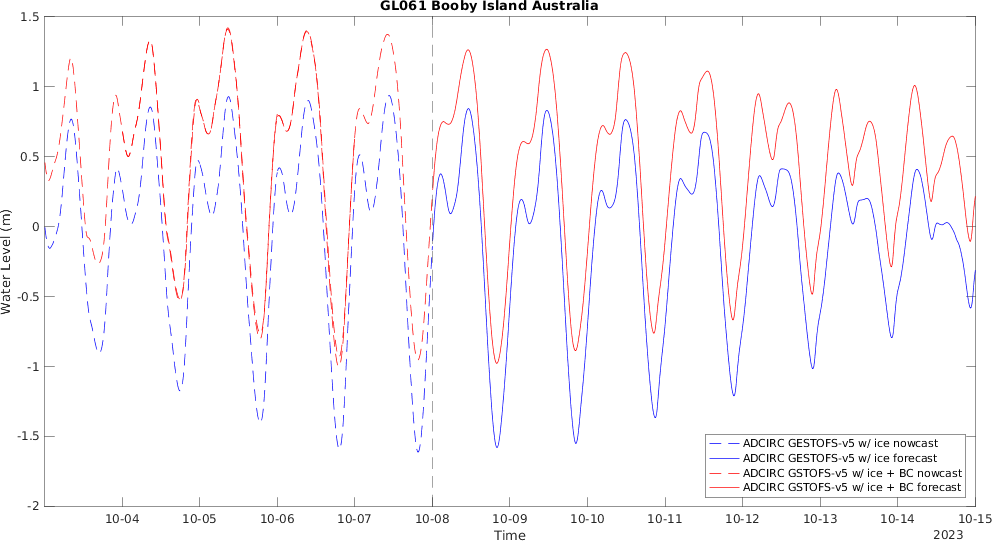 GL061 Booby Island Australia
1.5
1
0.5
0
-0.5
-1
-1.5
-2
Water Level (m)
ADCIRC GESTOFS-v5 w/ ice nowcast
ADCIRC GESTOFS-v5 w/ ice forecast
ADCIRC GSTOFS-v5 w/ ice + BC nowcast
ADCIRC GSTOFS-v5 w/ ice + BC forecast
10-04 10-05 10-06 10-07 10-08 10-09 10-10 10-11 10-12 10-13 10-14 10-15
Time
2023